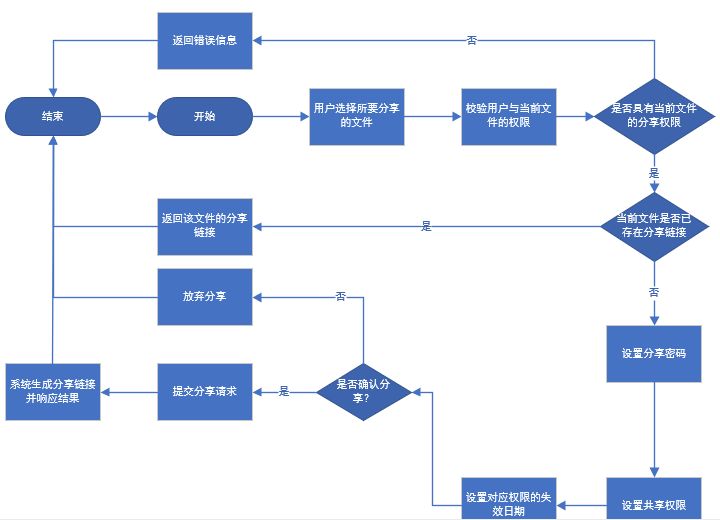 返回错误信息
否
结束
开始
用户选择所要分享
的文件
校验用户与当前文
件的权限
是否具有当前文件
的分享权限
是
返回该文件的分享
链接
是
当前文件是否已
存在分享链接
放弃分享
否
否
设置分享密码
系统生成分享链接
并响应结果
提交分享请求
是
是否确认分
享?
设置对应权限的失
效日期
设置共享权限